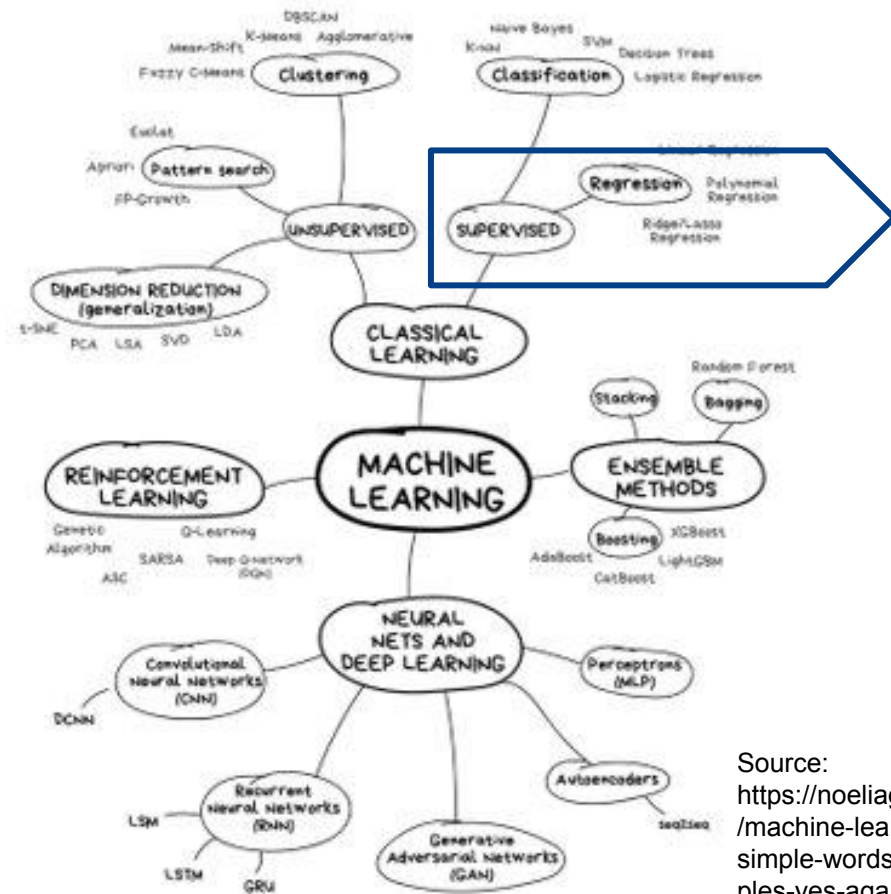 DBSCAN
K-Means Agglomerative
Mean-Shift
Fuzzy C-Means
Clustering
Naive Bayes
K-NN
SVM
Decision Trees
Logistic Regression
Classification
Eclat
Apriori
Pattern search
FP-Growth
UNSUPERVISED
SUPERVISED
Regression
Polynomial
Regression
Ridge/Lasso
Regression
DIMENSION REDUCTION
(generalization)
t-SNE
PCA LSA SVD LDA
CLASSICAL
LEARNING
Random Forest
Stacking
Bagging
MACHINE
LEARNING
REINFORCEMENT
LEARNING
ENSEMBLE
METHODS
Genetic
Algorithm
Q-Learning
SARSA
Deep Q-Network
(DQN)
A3C
Boosting
XGBoost
AdaBoost
LightGBM
CatBoost
NEURAL
NETS AND
DEEP LEARNING
Convolutional
Neural Networks
(CNN)
DCNN
Perceptrons
(MLP)
Recurrent
Neural Networks
(RNN)
LSM
LSTM
GRU
Generative
Adversarial Networks
(GAN)
Autoencoders
seq2seq
Source:
https://noeliag
/machine-lea
simple-words